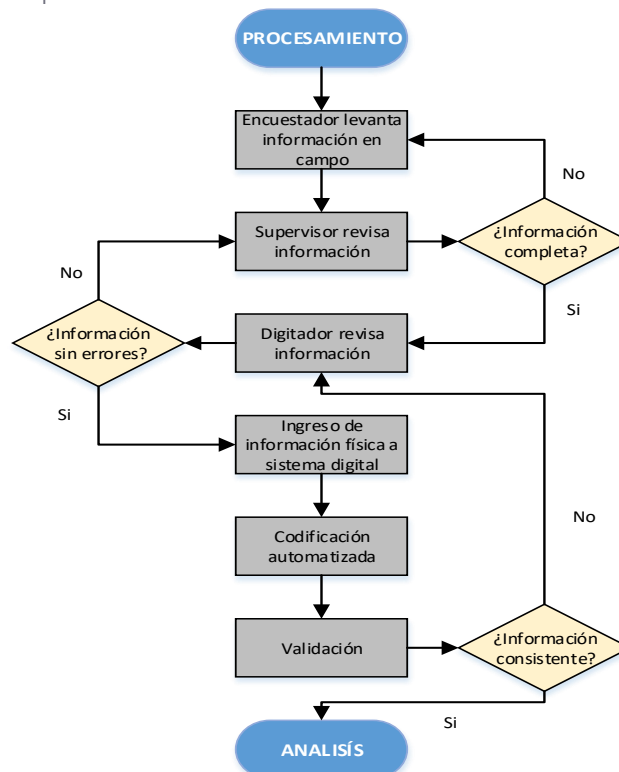 PROCESAMIENTO
Encuestador levanta
información en
campo
No
Supervisor revisa
información
¿Información
completa?
No
Si
¿Información
sin errores?
Digitador revisa
información
Si
Ingreso de
información física a
sistema digital
No
Codificación
automatizada
Validación
¿Información
consistente?
Si
ANALISÍS